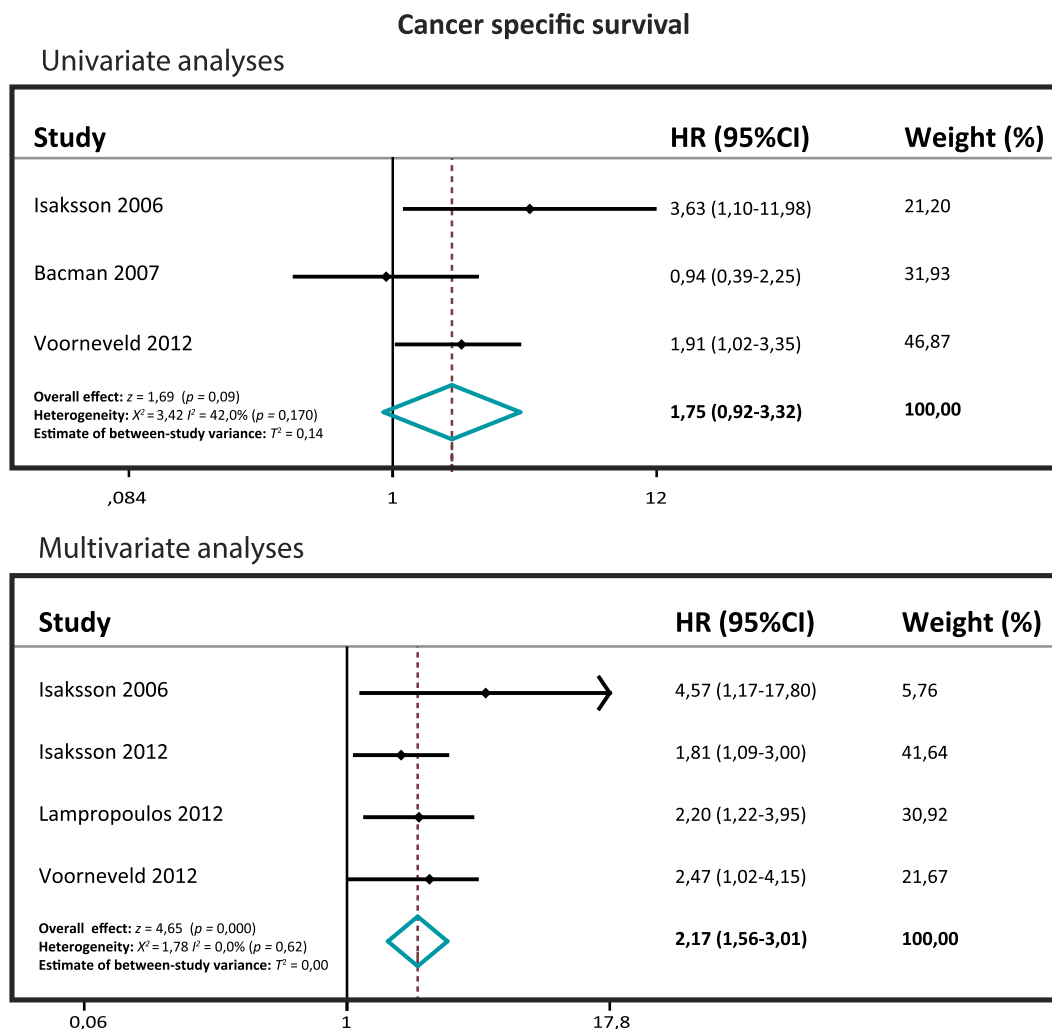 Cancer specific survival
Univariate analyses
Study HR (95%CI) Weight (%)
Isaksson 2006 3,63 (1,10-11,98) 21,20
Bacman 2007 0,94 (0,39-2,25) 31,93
Voorneveld 2012 1,91 (1,02-3,35) 46,87
Overall effect: z = 1,69 (p = 0,09)
Heterogeneity: X² = 3,42 I² = 42,0% (p = 0,170)
Estimate of between-study variance: T² = 0,14
1,75 (0,92-3,32) 100,00
,084 1 12
Multivariate analyses
Study HR (95%CI) Weight (%)
Isaksson 2006 4,57 (1,17-17,80) 5,76
Isaksson 2012 1,81 (1,09-3,00) 41,64
Lampropoulos 2012 2,20 (1,22-3,95) 30,92
Voorneveld 2012 2,47 (1,02-4,15) 21,67
Overall effect: z = 4,65 (p = 0,000)
Heterogeneity: X² = 1,78 I² = 0,0% (p = 0,62)
Estimate of between-study variance: T² = 0,00
2,17 (1,56-3,01) 100,00
0,06 1 17,8